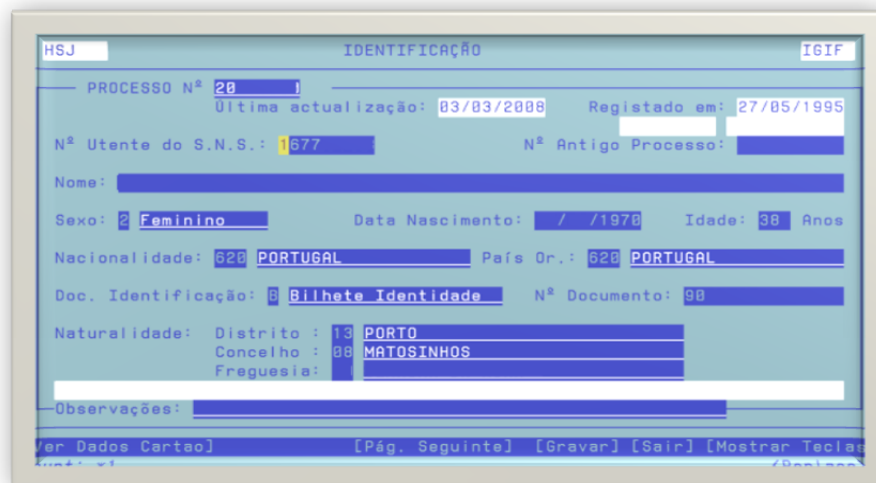 HSJ IDENTIFICAÇÃO IGIF
PROCESSO Nº 20
Última actualização: 03/03/2008 Registado em: 27/05/1995
Nº Utente do S.N.S.: 1677 Nº Antigo Processo:
Nome:
Sexo: 2 Feminino Data Nascimento: / /1970 Idade: 38 Anos
Nacionalidade: 620 PORTUGAL País Or.: 620 PORTUGAL
Doc. Identificação: B Bilhete Identidade Nº Documento: 90
Naturalidade: Distrito : 13 PORTO
Concelho : 08 MATOSINHOS
Freguesia:
Observações:
Ver Dados Cartao] [Pág. Seguinte] [Gravar] [Sair] [Mostrar Teclas